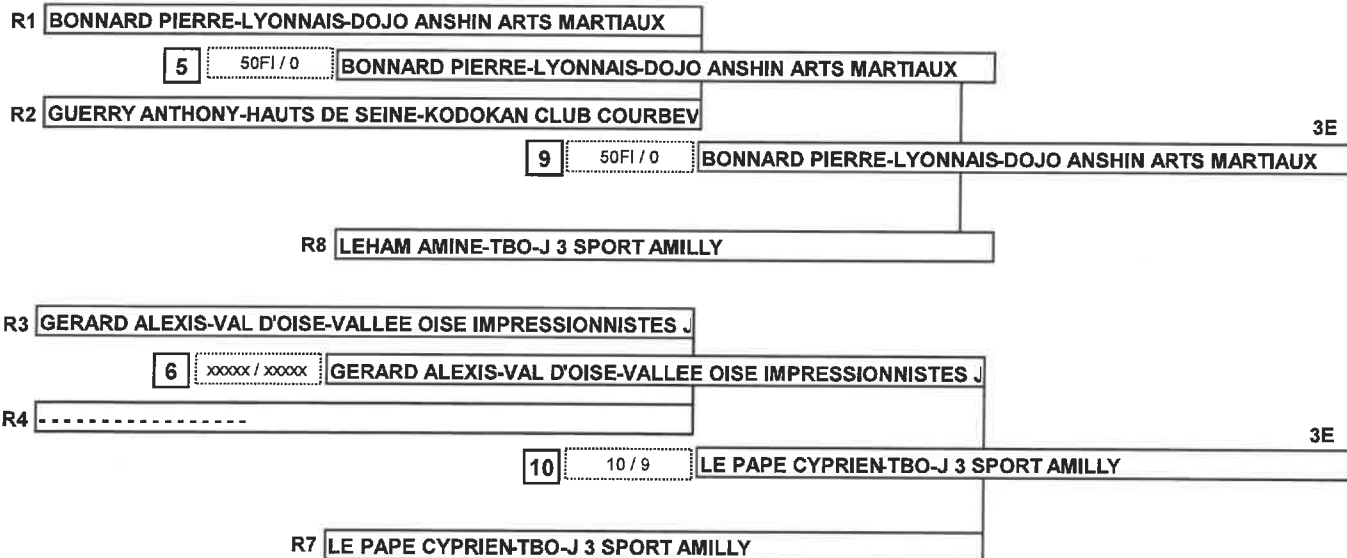 R1 BONNARD PIERRE-LYONNAIS-DOJO ANSHIN ARTS MARTIAUX
5 50FI / 0 BONNARD PIERRE-LYONNAIS-DOJO ANSHIN ARTS MARTIAUX
R2 GUERRY ANTHONY-HAUTS DE SEINE-KODOKAN CLUB COURBEV
3E
9 50FI / 0 BONNARD PIERRE-LYONNAIS-DOJO ANSHIN ARTS MARTIAUX
R8 LEHAM AMINE-TBO-J 3 SPORT AMILLY
R3 GERARD ALEXIS-VAL D'OISE-VALLEE OISE IMPRESSIONNISTES J
6 xxxxx / xxxxx GERARD ALEXIS-VAL D'OISE-VALLEE OISE IMPRESSIONNISTES J
R4 - - - - - - - - - - - - - - - - -
3E
10 10 / 9 LE PAPE CYPRIEN-TBO-J 3 SPORT AMILLY
R7 LE PAPE CYPRIEN-TBO-J 3 SPORT AMILLY